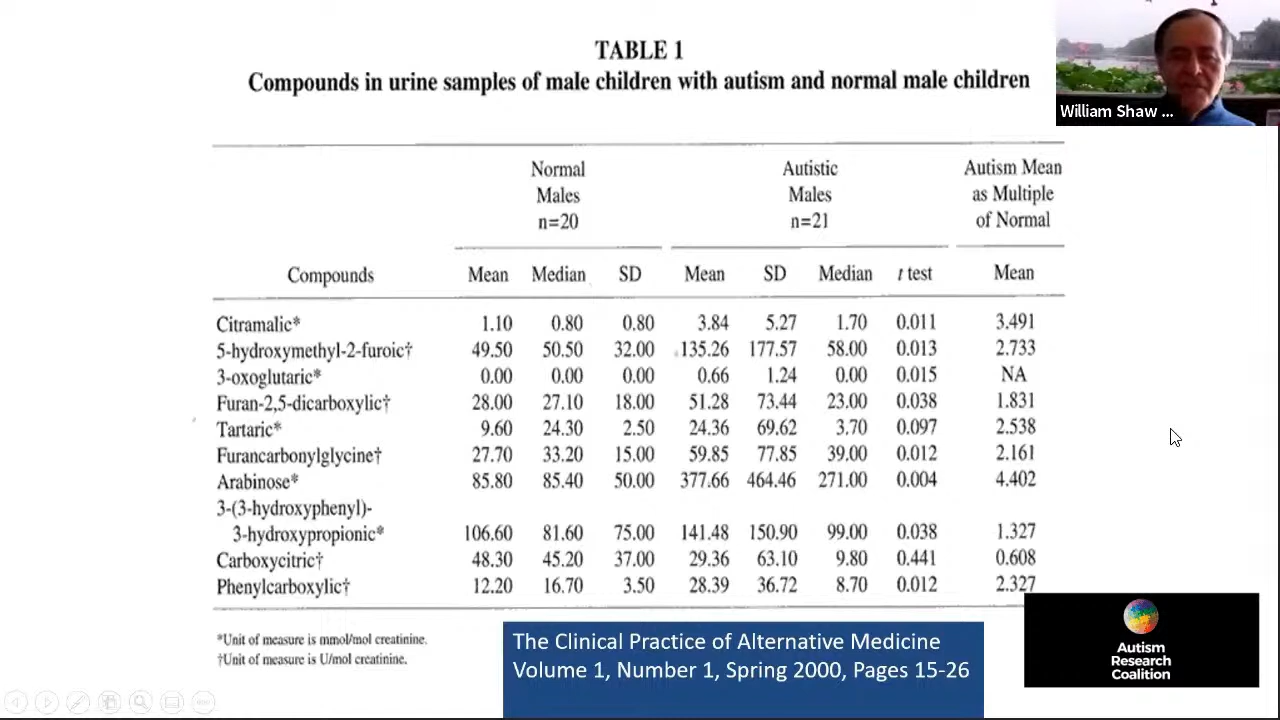 TABLE 1
Compounds in urine samples of male children with autism and normal male children
William Shaw ...
Normal Males n=20
Autistic Males n=21
Autism Mean as Multiple of Normal
Compounds Mean Median SD Mean SD Median t test Mean
Citramalic* 1.10 0.80 0.80 3.84 5.27 1.70 0.011 3.491
5-hydroxymethyl-2-furoic† 49.50 50.50 32.00 135.26 177.57 58.00 0.013 2.733
3-oxoglutaric* 0.00 0.00 0.00 0.66 1.24 0.00 0.015 NA
Furan-2,5-dicarboxylic† 28.00 27.10 18.00 51.28 73.44 23.00 0.038 1.831
Tartaric* 9.60 24.30 2.50 24.36 69.62 3.70 0.097 2.538
Furancarbonylglycine† 27.70 33.20 15.00 59.85 77.85 39.00 0.012 2.161
Arabinose* 85.80 85.40 50.00 377.66 464.46 271.00 0.004 4.402
3-(3-hydroxyphenyl)-
3-hydroxypropionic* 106.60 81.60 75.00 141.48 150.90 99.00 0.038 1.327
Carboxycitric† 48.30 45.20 37.00 29.36 63.10 9.80 0.441 0.608
Phenylcarboxylic† 12.20 16.70 3.50 28.39 36.72 8.70 0.012 2.327
*Unit of measure is mmol/mol creatinine.
†Unit of measure is U/mol creatinine.
The Clinical Practice of Alternative Medicine
Volume 1, Number 1, Spring 2000, Pages 15-26
Autism
Research
Coalition